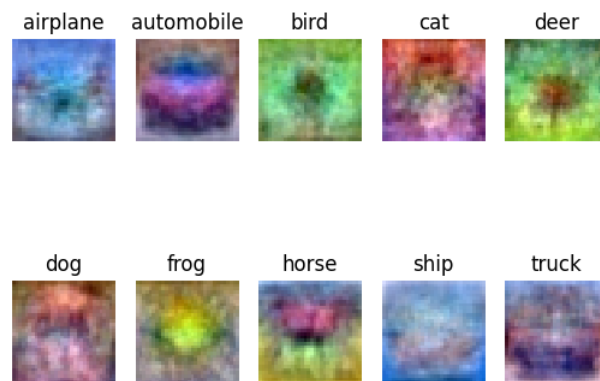 airplane automobile bird cat deer
dog frog horse ship truck